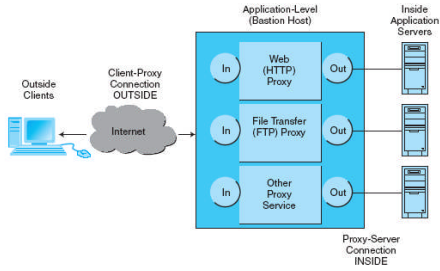 Application-Level
(Bastion Host)
Inside
Application
Servers
Client-Proxy
Connection
OUTSIDE
Outside
Clients
Internet
In
Web
(HTTP)
Proxy
Out
In
File Transfer
(FTP) Proxy
Out
In
Other
Proxy
Service
Out
Proxy-Server
Connection
INSIDE